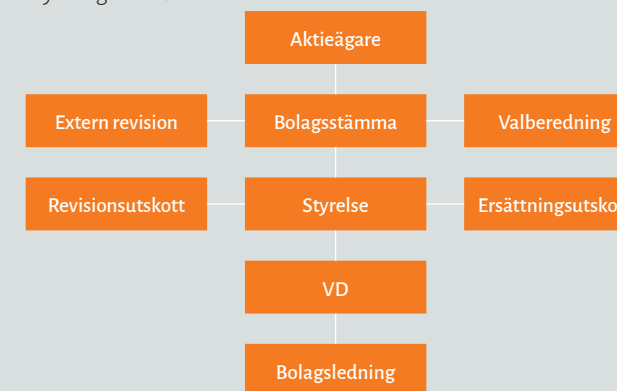 Aktieägare
Extern revision Bolagsstämma Valberedning
Revisionsutskott Styrelse Ersättningsutsko
VD
Bolagsledning